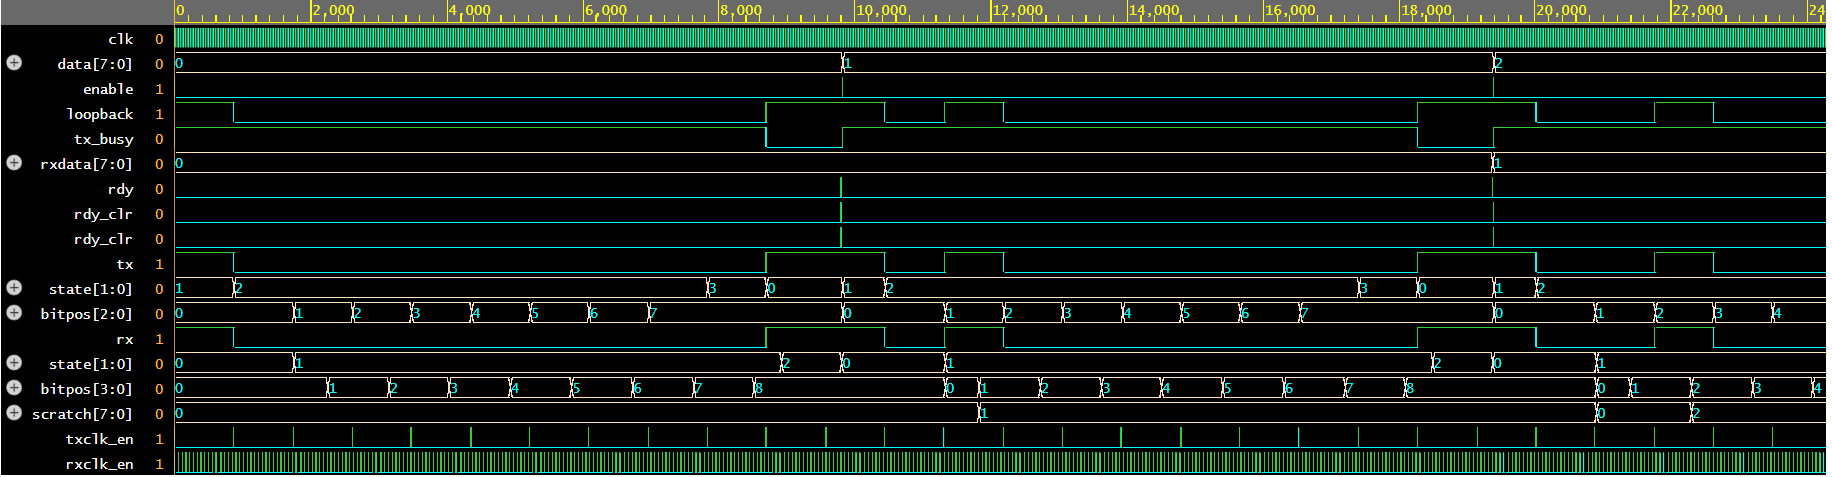 0 2,000 4,000 6,000 8,000 10,000 12,000 14,000 16,000 18,000 20,000 22,000 24
clk 0
data[7:0] 0 0 1 2
enable 1
loopback 1
tx_busy 0
rxdata[7:0] 0 0 1
rdy 0
rdy_clr 0
rdy_clr 0
tx 1
state[1:0] 0 1 2 3 0 1 2 3 0 1 2
bitpos[2:0] 0 0 1 2 3 4 5 6 7 0 1 2 3 4 5 6 7 0 1 2 3 4
rx 1
state[1:0] 0 0 1 2 0 1 2 0 1
bitpos[3:0] 0 0 1 2 3 4 5 6 7 8 0 1 2 3 4 5 6 7 8 0 1 2 3 4
scratch[7:0] 0 0 1 0 2
txclk_en 1
rxclk_en 1